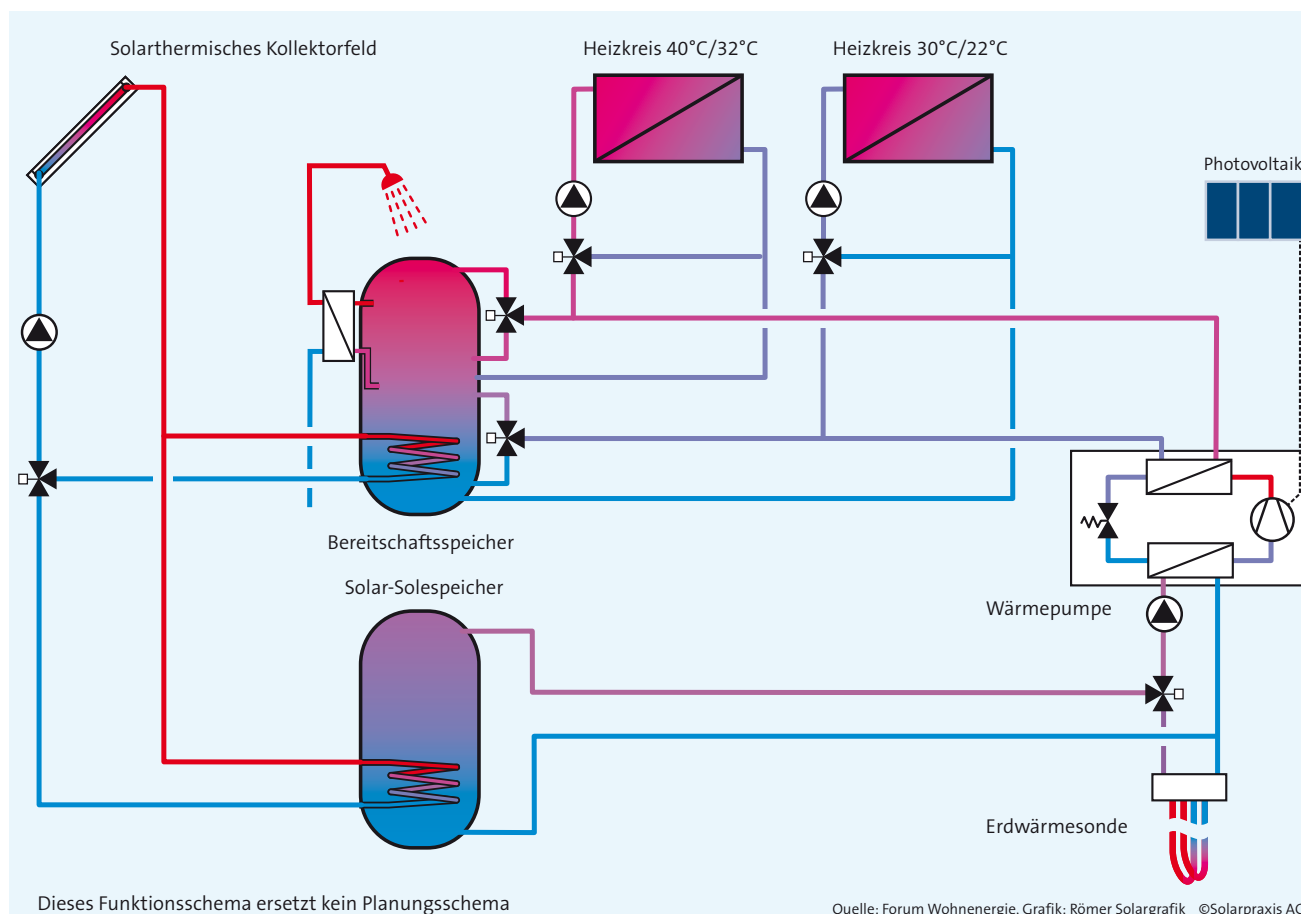 Solarthermisches Kollektorfeld
Heizkreis 40°C/32°C
Heizkreis 30°C/22°C
Photovoltaik
Bereitschaftsspeicher
Solar-Solespeicher
Wärmepumpe
Erdwärmesonde
Dieses Funktionsschema ersetzt kein Planungsschema
Quelle: Forum Wohnenergie, Grafik: Römer Solargrafik ©Solarpraxis AG